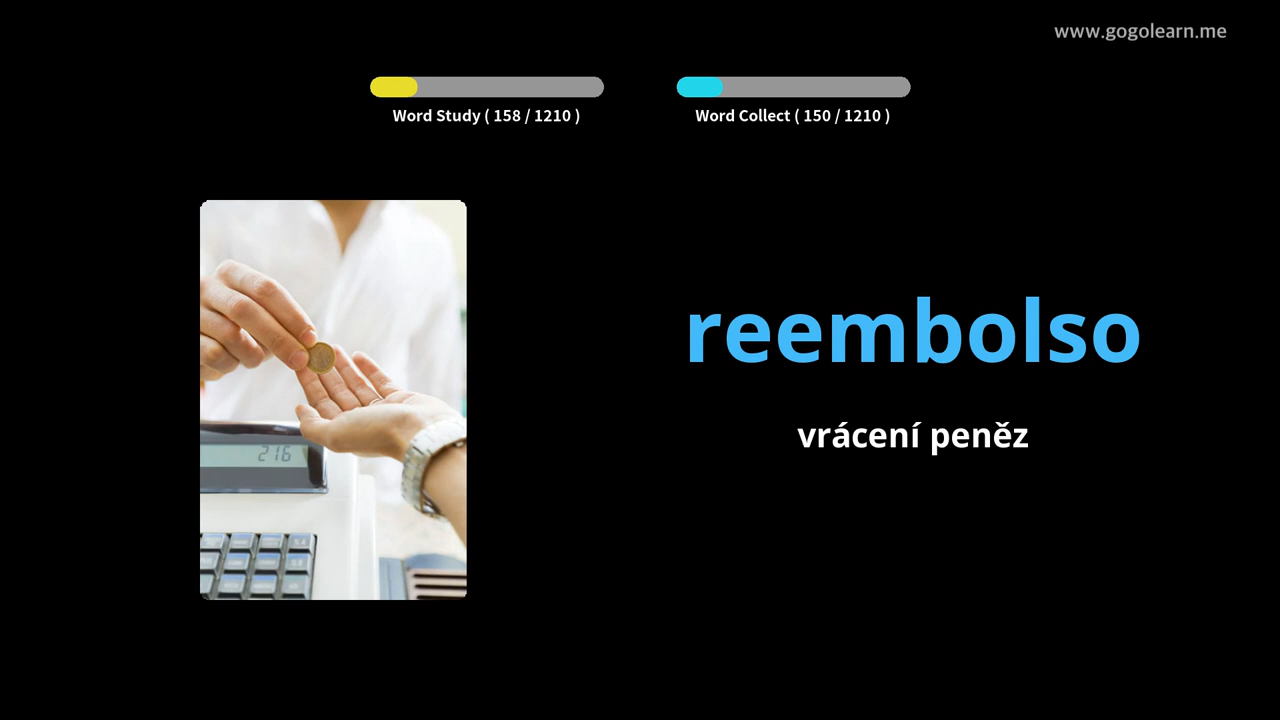 www.gogolearn.me
Word Study ( 158 / 1210 )
Word Collect ( 150 / 1210 )
reembolso
vrácení peněz
216